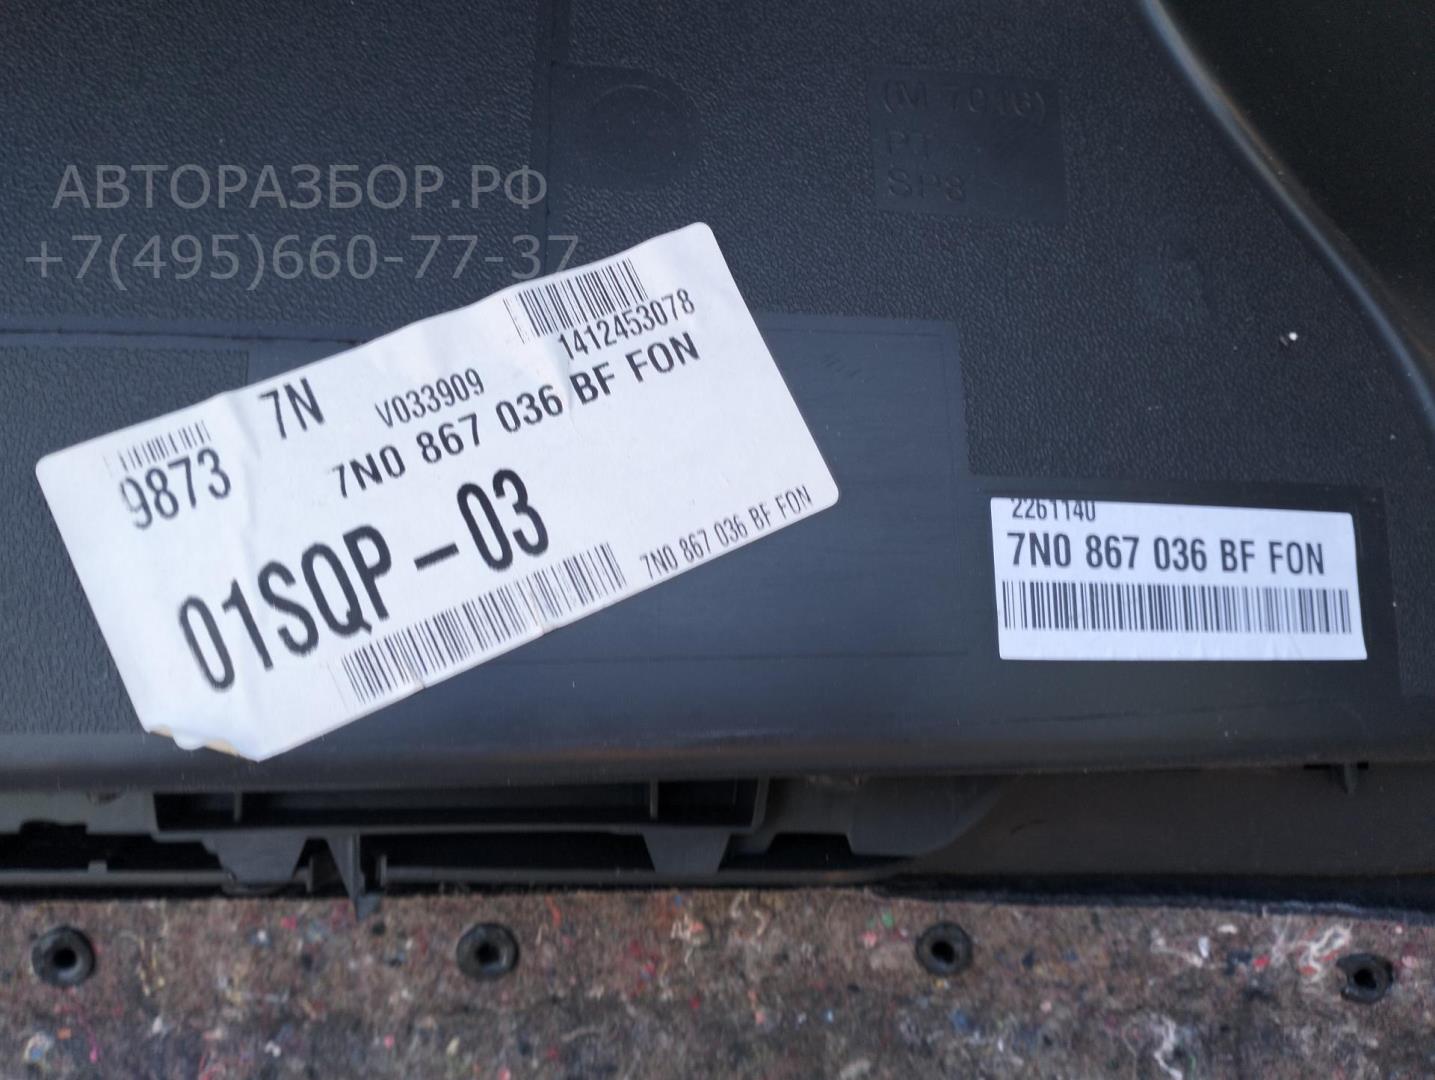 АВТОРАЗБОР.РФ
+7(495)660-77-37
(M 7016)
PT
SP8
1412453078
7N
V033909
7N0 867 036 BF FON
9873
01SQP-03
7N0 867 036 BF FON
2261140
7N0 867 036 BF FON